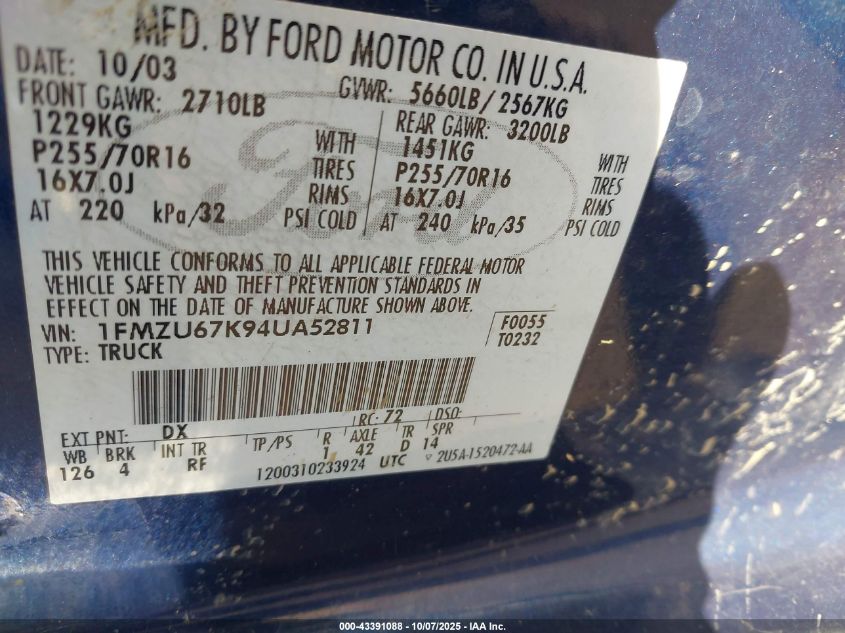 MFD. BY FORD MOTOR CO. IN U.S.A.
DATE: 10/03 GVWR: 5660LB/2567KG
FRONT GAWR: 2710LB REAR GAWR: 3200LB
1229KG WITH 1451KG WITH
P255/70R16 TIRES P255/70R16 TIRES
16X7.0J RIMS 16X7.0J RIMS
AT 220 kPa/32 PSI COLD AT 240 kPa/35 PSI COLD
Ford
THIS VEHICLE CONFORMS TO ALL APPLICABLE FEDERAL MOTOR
VEHICLE SAFETY AND THEFT PREVENTION STANDARDS IN
EFFECT ON THE DATE OF MANUFACTURE SHOWN ABOVE.
VIN: 1FMZU67K94UA52811 F0055
TYPE: TRUCK T0232
EXT PNT: DX RC: 72 DSO:
WB BRK INT TR TP/PS R AXLE TR SPR
126 4 RF 1 42 D 14
1200310233924 UTC 2U5A-1520472-AA
000-43391088 - 10/07/2025 - IAA Inc.